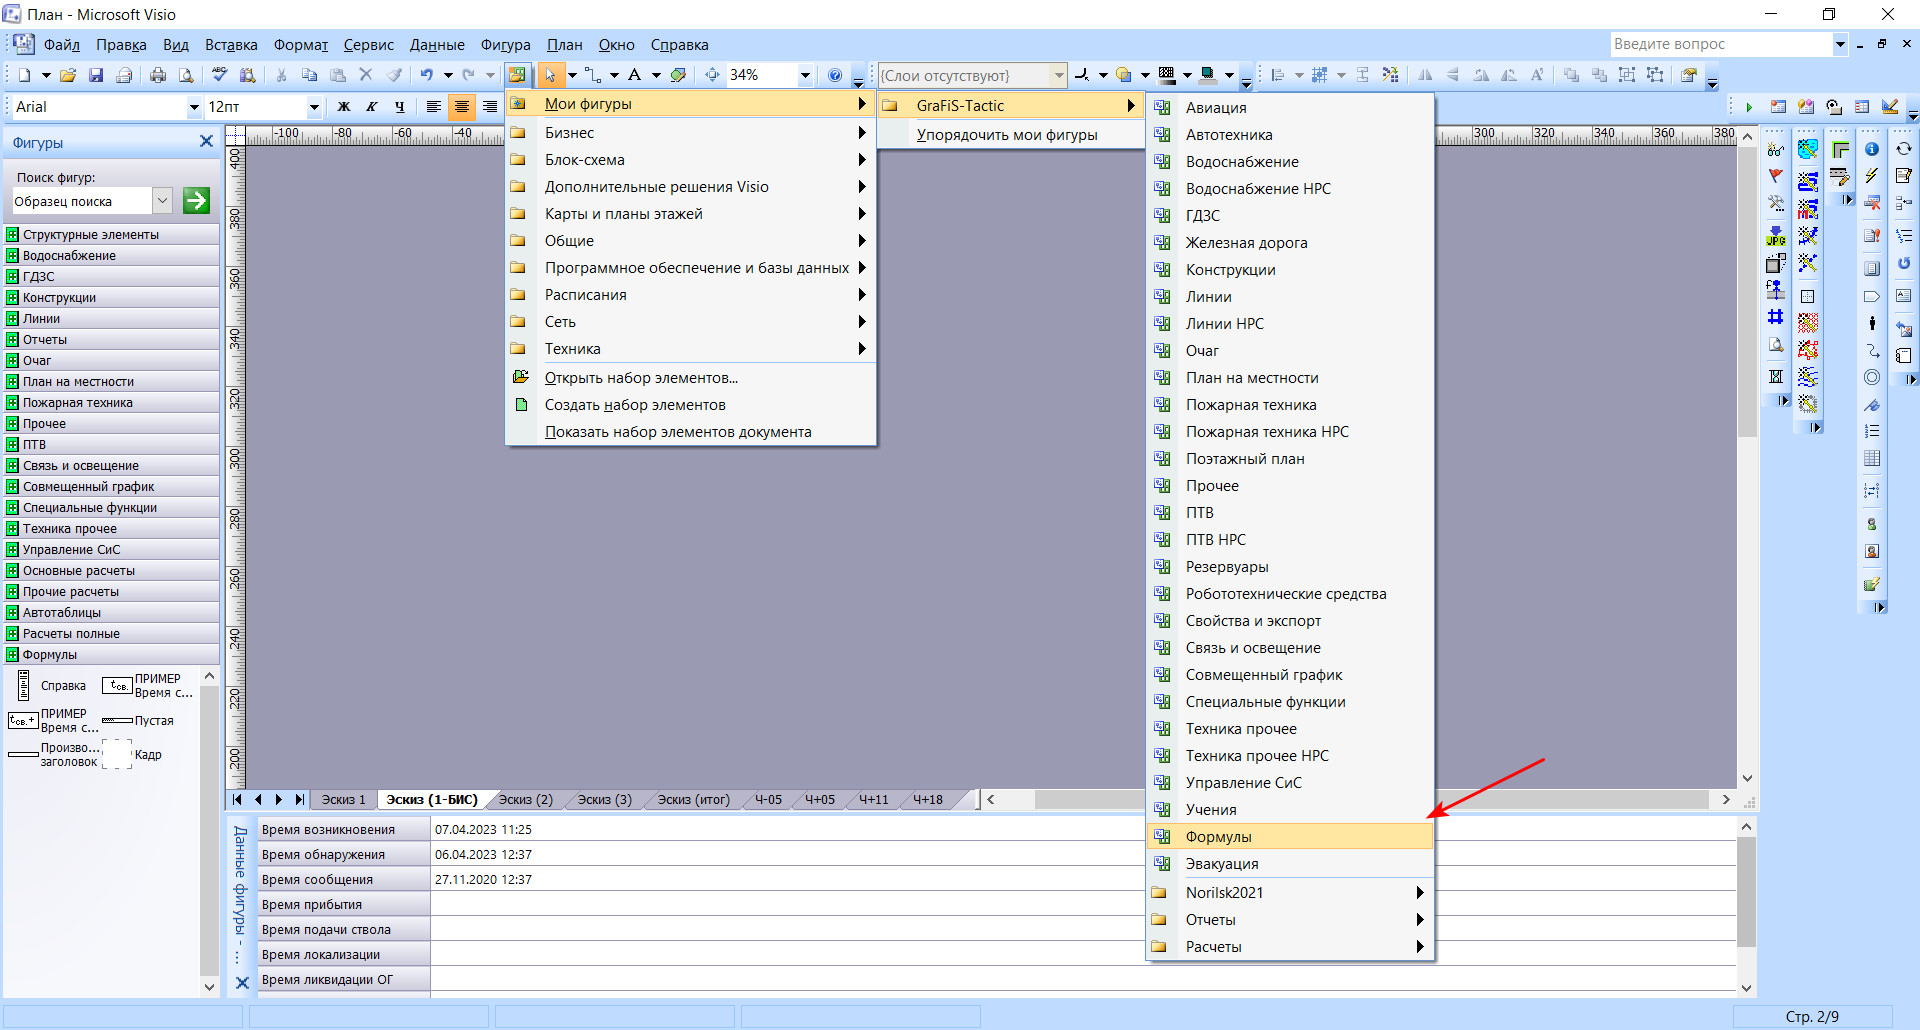 План - Microsoft Visio
Файл Правка Вид Вставка Формат Сервис Данные Фигура План Окно Справка
Введите вопрос
34%
{Слои отсутствуют}
Arial
12пт
Фигуры
Поиск фигур:
Образец поиска
Структурные элементы
Водоснабжение
ГДЗС
Конструкции
Линии
Отчеты
Очаг
План на местности
Пожарная техника
Прочее
ПТВ
Связь и освещение
Совмещенный график
Специальные функции
Техника прочее
Управление СиС
Основные расчеты
Прочие расчеты
Автотаблицы
Расчеты полные
Формулы
Справка
ПРИМЕР
Время с...
ПРИМЕР
Время с...
Пустая
Произво...
заголовок
Кадр
-100 -80 -60 -40
300 320 340 360 380
400
380
360
340
320
300
280
260
240
220
200
Мои фигуры
Бизнес
Блок-схема
Дополнительные решения Visio
Карты и планы этажей
Общие
Программное обеспечение и базы данных
Расписания
Сеть
Техника
Открыть набор элементов...
Создать набор элементов
Показать набор элементов документа
GraFiS-Tactic
Упорядочить мои фигуры
Авиация
Автотехника
Водоснабжение
Водоснабжение НРС
ГДЗС
Железная дорога
Конструкции
Линии
Линии НРС
Очаг
План на местности
Пожарная техника
Пожарная техника НРС
Поэтажный план
Прочее
ПТВ
ПТВ НРС
Резервуары
Робототехнические средства
Свойства и экспорт
Связь и освещение
Совмещенный график
Специальные функции
Техника прочее
Техника прочее НРС
Управление СиС
Учения
Формулы
Эвакуация
Norilsk2021
Отчеты
Расчеты
Эскиз 1 Эскиз (1-БИС) Эскиз (2) Эскиз (3) Эскиз (итог) Ч-05 Ч+05 Ч+11 Ч+18
Данные фигуры - ...
Время возникновения 07.04.2023 11:25
Время обнаружения 06.04.2023 12:37
Время сообщения 27.11.2020 12:37
Время прибытия
Время подачи ствола
Время локализации
Время ликвидации ОГ
Стр. 2/9